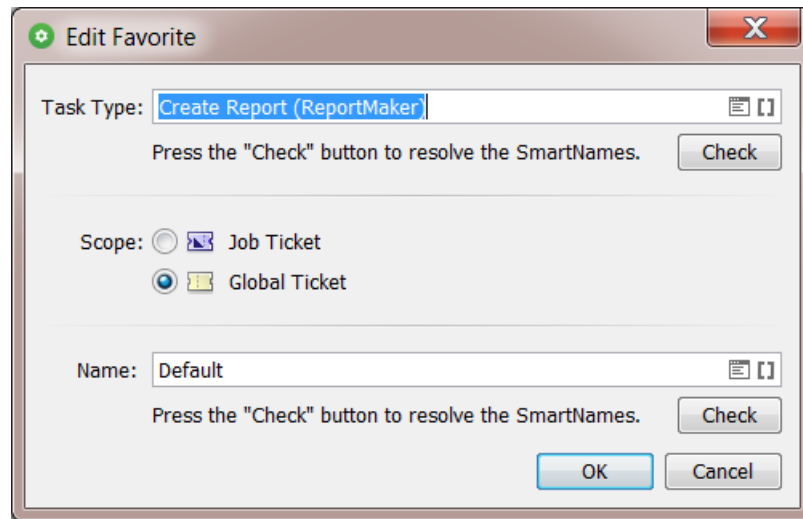 Edit Favorite
Task Type: Create Report (ReportMaker)
Press the "Check" button to resolve the SmartNames. Check
Scope: Job Ticket
Global Ticket
Name: Default
Press the "Check" button to resolve the SmartNames. Check
OK Cancel